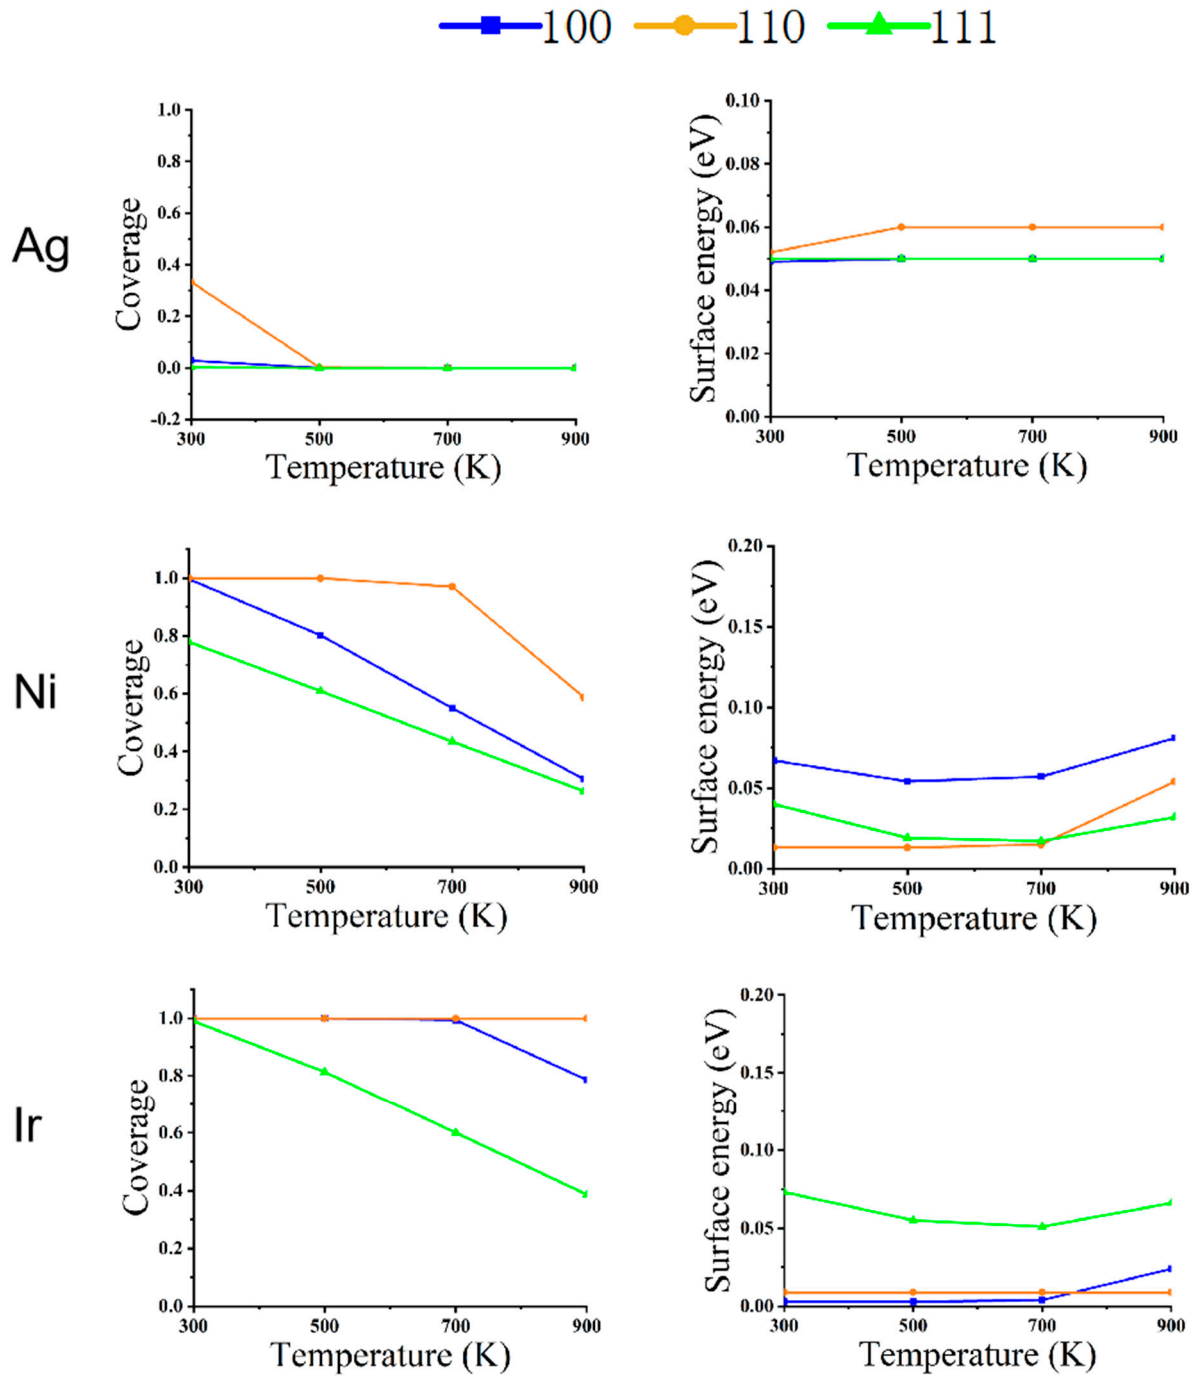 100 110 111
Ag
Coverage
1.0
0.8
0.6
0.4
0.2
0.0
-0.2
300 500 700 900
Temperature (K)
Surface energy (eV)
0.10
0.08
0.06
0.04
0.02
0.00
300 500 700 900
Temperature (K)
Ni
Coverage
1.0
0.8
0.6
0.4
0.2
0.0
300 500 700 900
Temperature (K)
Surface energy (eV)
0.20
0.15
0.10
0.05
0.00
300 500 700 900
Temperature (K)
Ir
Coverage
1.0
0.8
0.6
0.4
0.2
0.0
300 500 700 900
Temperature (K)
Surface energy (eV)
0.20
0.15
0.10
0.05
0.00
300 500 700 900
Temperature (K)